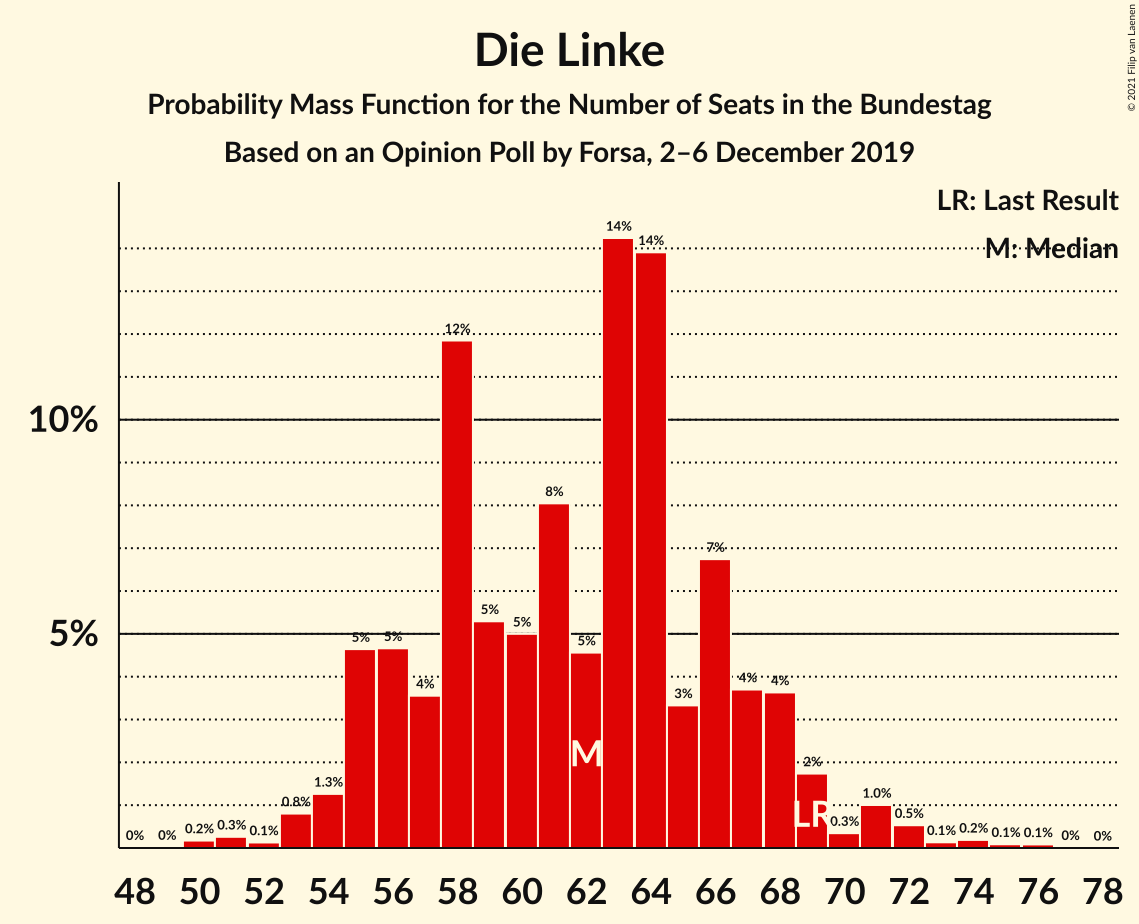 Die Linke
Probability Mass Function for the Number of Seats in the Bundestag
Based on an Opinion Poll by Forsa, 2–6 December 2019
© 2021 Filip van Laenen
LR: Last Result
M: Median
10%
5%
0% 0% 0.2% 0.3% 0.1% 0.8% 1.3% 5% 5% 4% 12% 5% 5% 8% 5% 14% 14% 3% 7% 4% 4% 2% 0.3% 1.0% 0.5% 0.1% 0.2% 0.1% 0.1% 0% 0%
M
LR
48 50 52 54 56 58 60 62 64 66 68 70 72 74 76 78